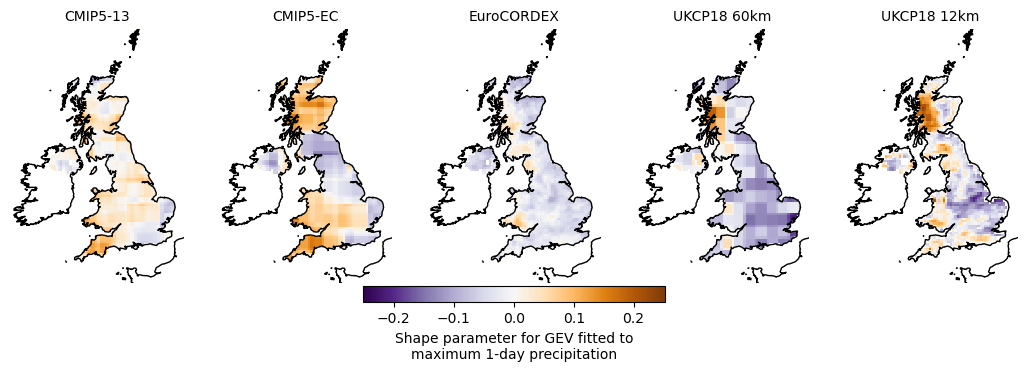 CMIP5-13 CMIP5-EC EuroCORDEX UKCP18 60km UKCP18 12km
−0.2 −0.1 0.0 0.1 0.2
Shape parameter for GEV fitted to
maximum 1-day precipitation